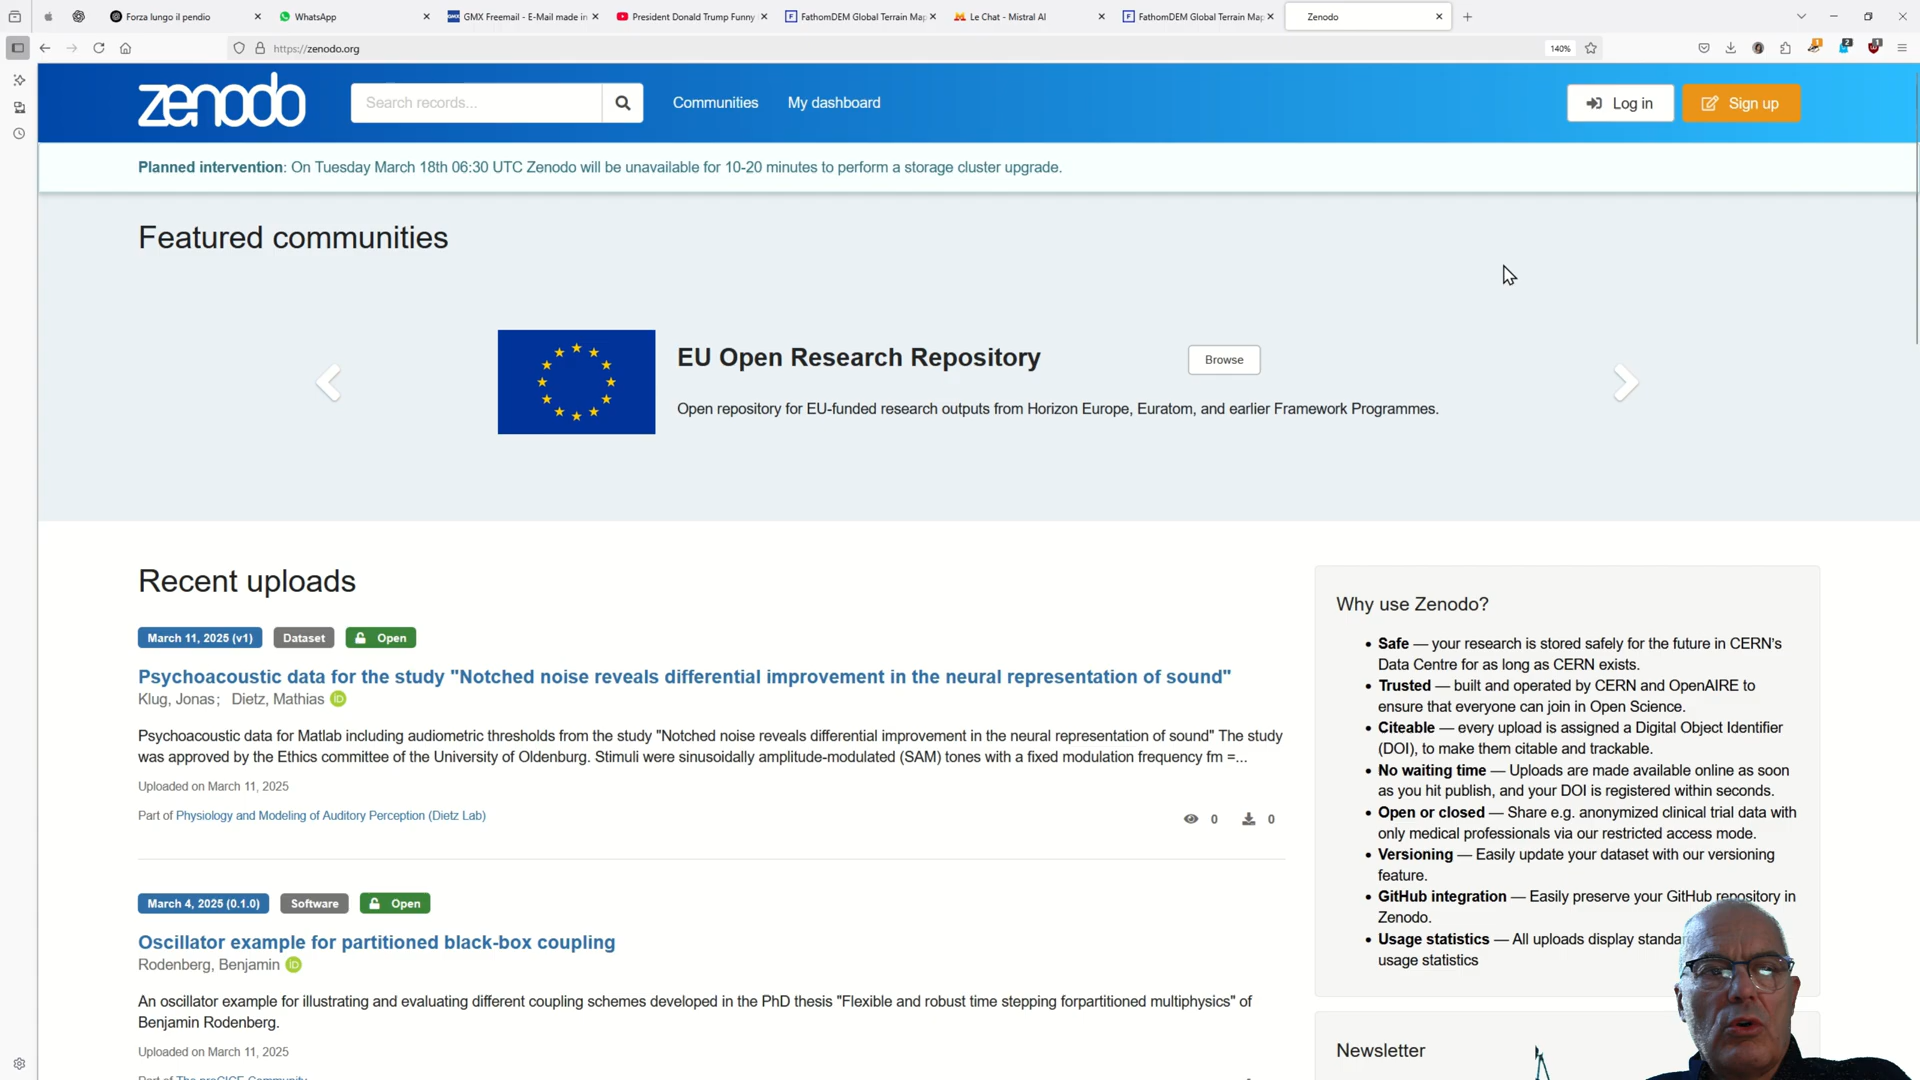 Forza lungo il pendio
WhatsApp
GMX Freemail - E-Mail made in
President Donald Trump Funny
FathomDEM Global Terrain Map
Le Chat - Mistral AI
FathomDEM Global Terrain Map
Zenodo
https://zenodo.org
140%
zenodo
Search records...
Communities
My dashboard
Log in
Sign up
Planned intervention: On Tuesday March 18th 06:30 UTC Zenodo will be unavailable for 10-20 minutes to perform a storage cluster upgrade.
Featured communities
EU Open Research Repository
Browse
Open repository for EU-funded research outputs from Horizon Europe, Euratom, and earlier Framework Programmes.
Recent uploads
March 11, 2025 (v1) Dataset Open
Psychoacoustic data for the study "Notched noise reveals differential improvement in the neural representation of sound"
Klug, Jonas; Dietz, Mathias iD
Psychoacoustic data for Matlab including audiometric thresholds from the study "Notched noise reveals differential improvement in the neural representation of sound" The study
was approved by the Ethics committee of the University of Oldenburg. Stimuli were sinusoidally amplitude-modulated (SAM) tones with a fixed modulation frequency fm =...
Uploaded on March 11, 2025
Part of Physiology and Modeling of Auditory Perception (Dietz Lab)
0 0
March 4, 2025 (0.1.0) Software Open
Oscillator example for partitioned black-box coupling
Rodenberg, Benjamin iD
An oscillator example for illustrating and evaluating different coupling schemes developed in the PhD thesis "Flexible and robust time stepping forpartitioned multiphysics" of
Benjamin Rodenberg.
Uploaded on March 11, 2025
Part of The preCICE Community
Why use Zenodo?
Safe — your research is stored safely for the future in CERN's
Data Centre for as long as CERN exists.
Trusted — built and operated by CERN and OpenAIRE to
ensure that everyone can join in Open Science.
Citeable — every upload is assigned a Digital Object Identifier
(DOI), to make them citable and trackable.
No waiting time — Uploads are made available online as soon
as you hit publish, and your DOI is registered within seconds.
Open or closed — Share e.g. anonymized clinical trial data with
only medical professionals via our restricted access mode.
Versioning — Easily update your dataset with our versioning
feature.
GitHub integration — Easily preserve your GitHub repository in
Zenodo.
Usage statistics — All uploads display
usage statistics
Newsletter